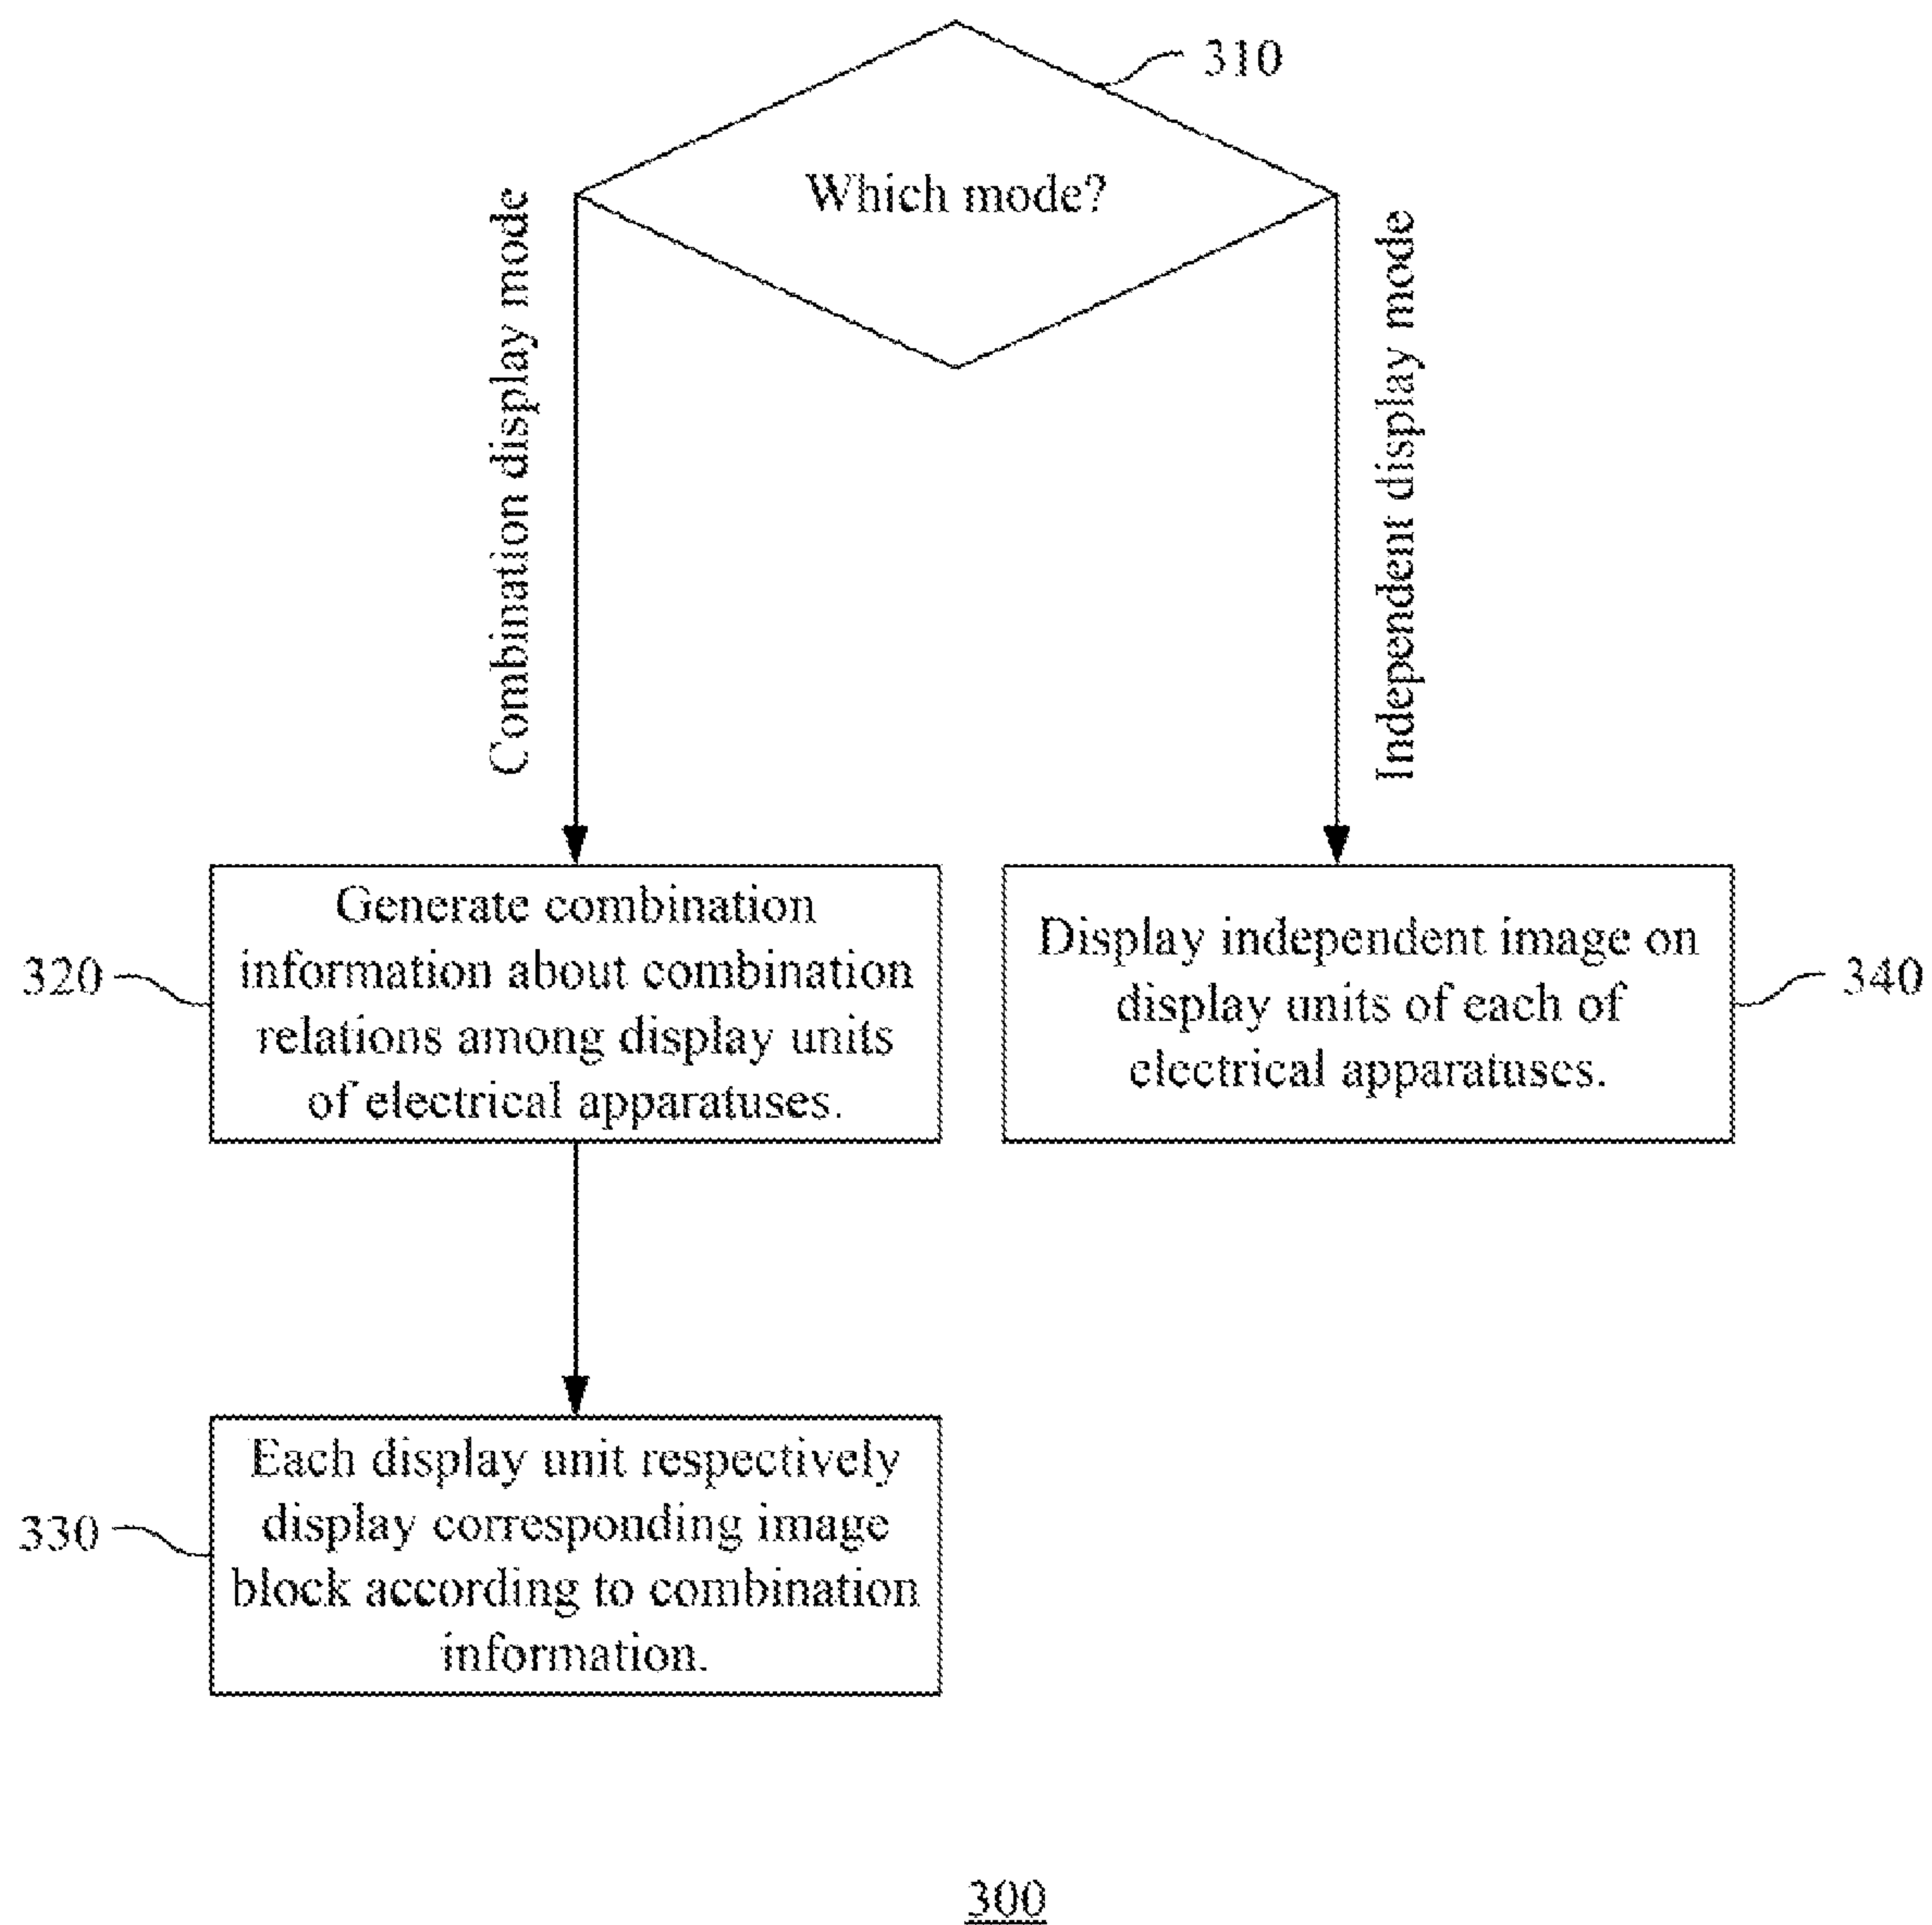 310
Which mode?
Combination display mode
Independent display mode
320
Generate combination
information about combination
relations among display units
of electrical apparatuses.
Display independent image on
display units of each of
electrical apparatuses.
340
330
Each display unit respectively
display corresponding image
block according to combination
information.
300